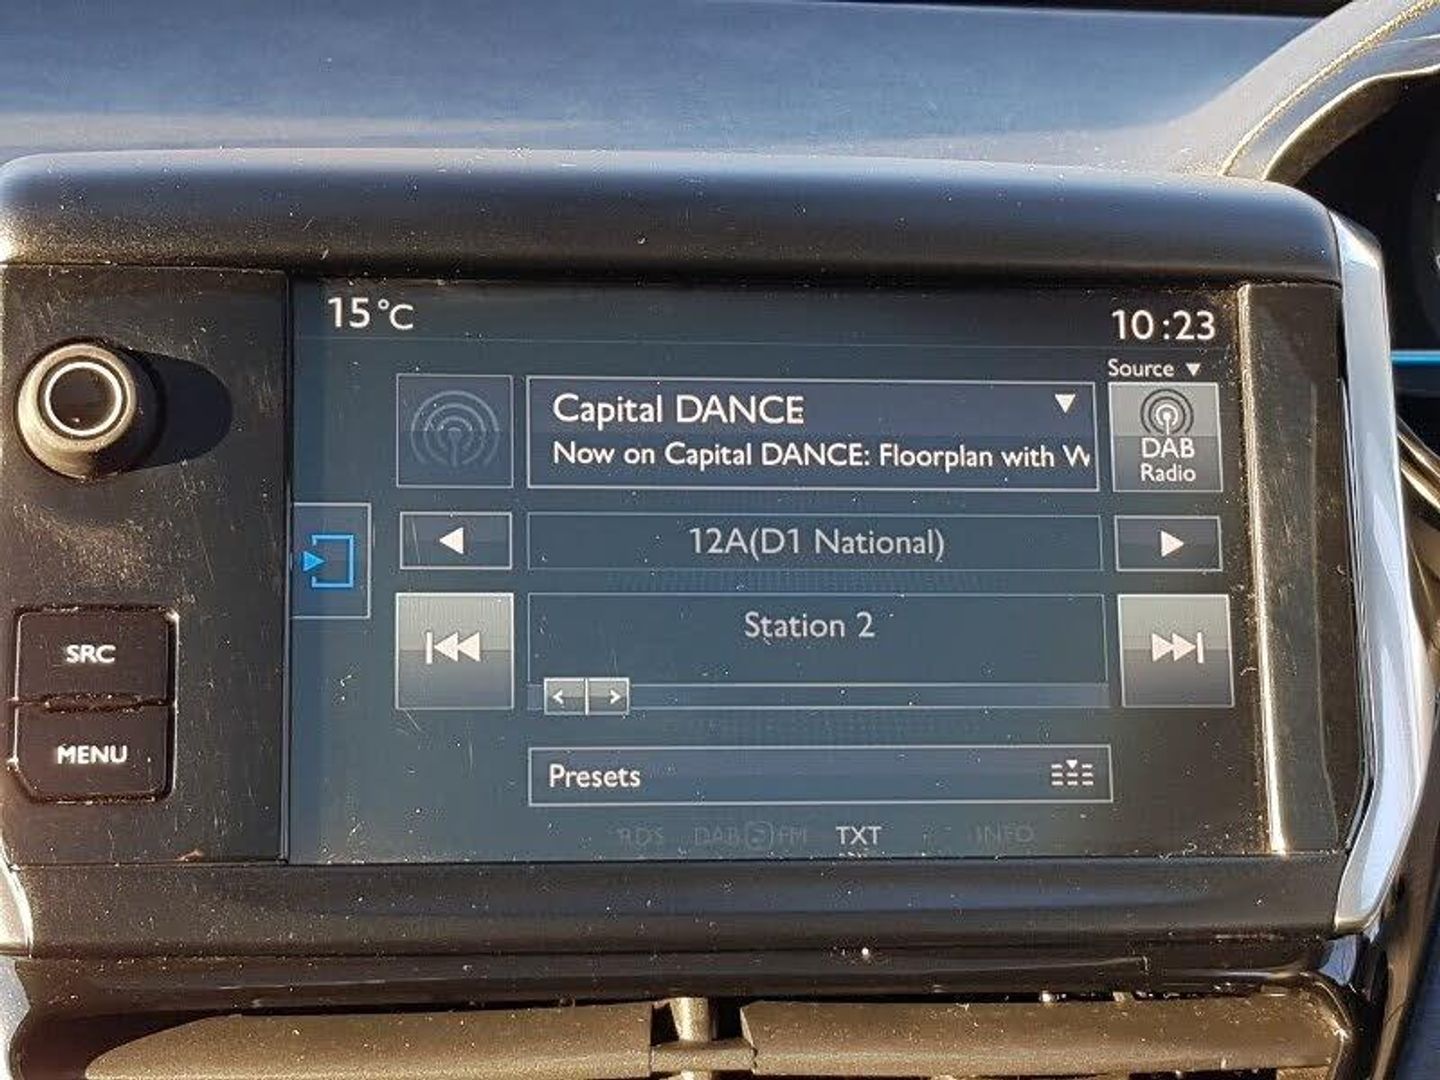 15°C
10:23
Source
Capital DANCE
Now on Capital DANCE: Floorplan with
DAB
Radio
12A(D1 National)
Station 2
SRC
MENU
Presets
RDS DAB FM TXT INFO